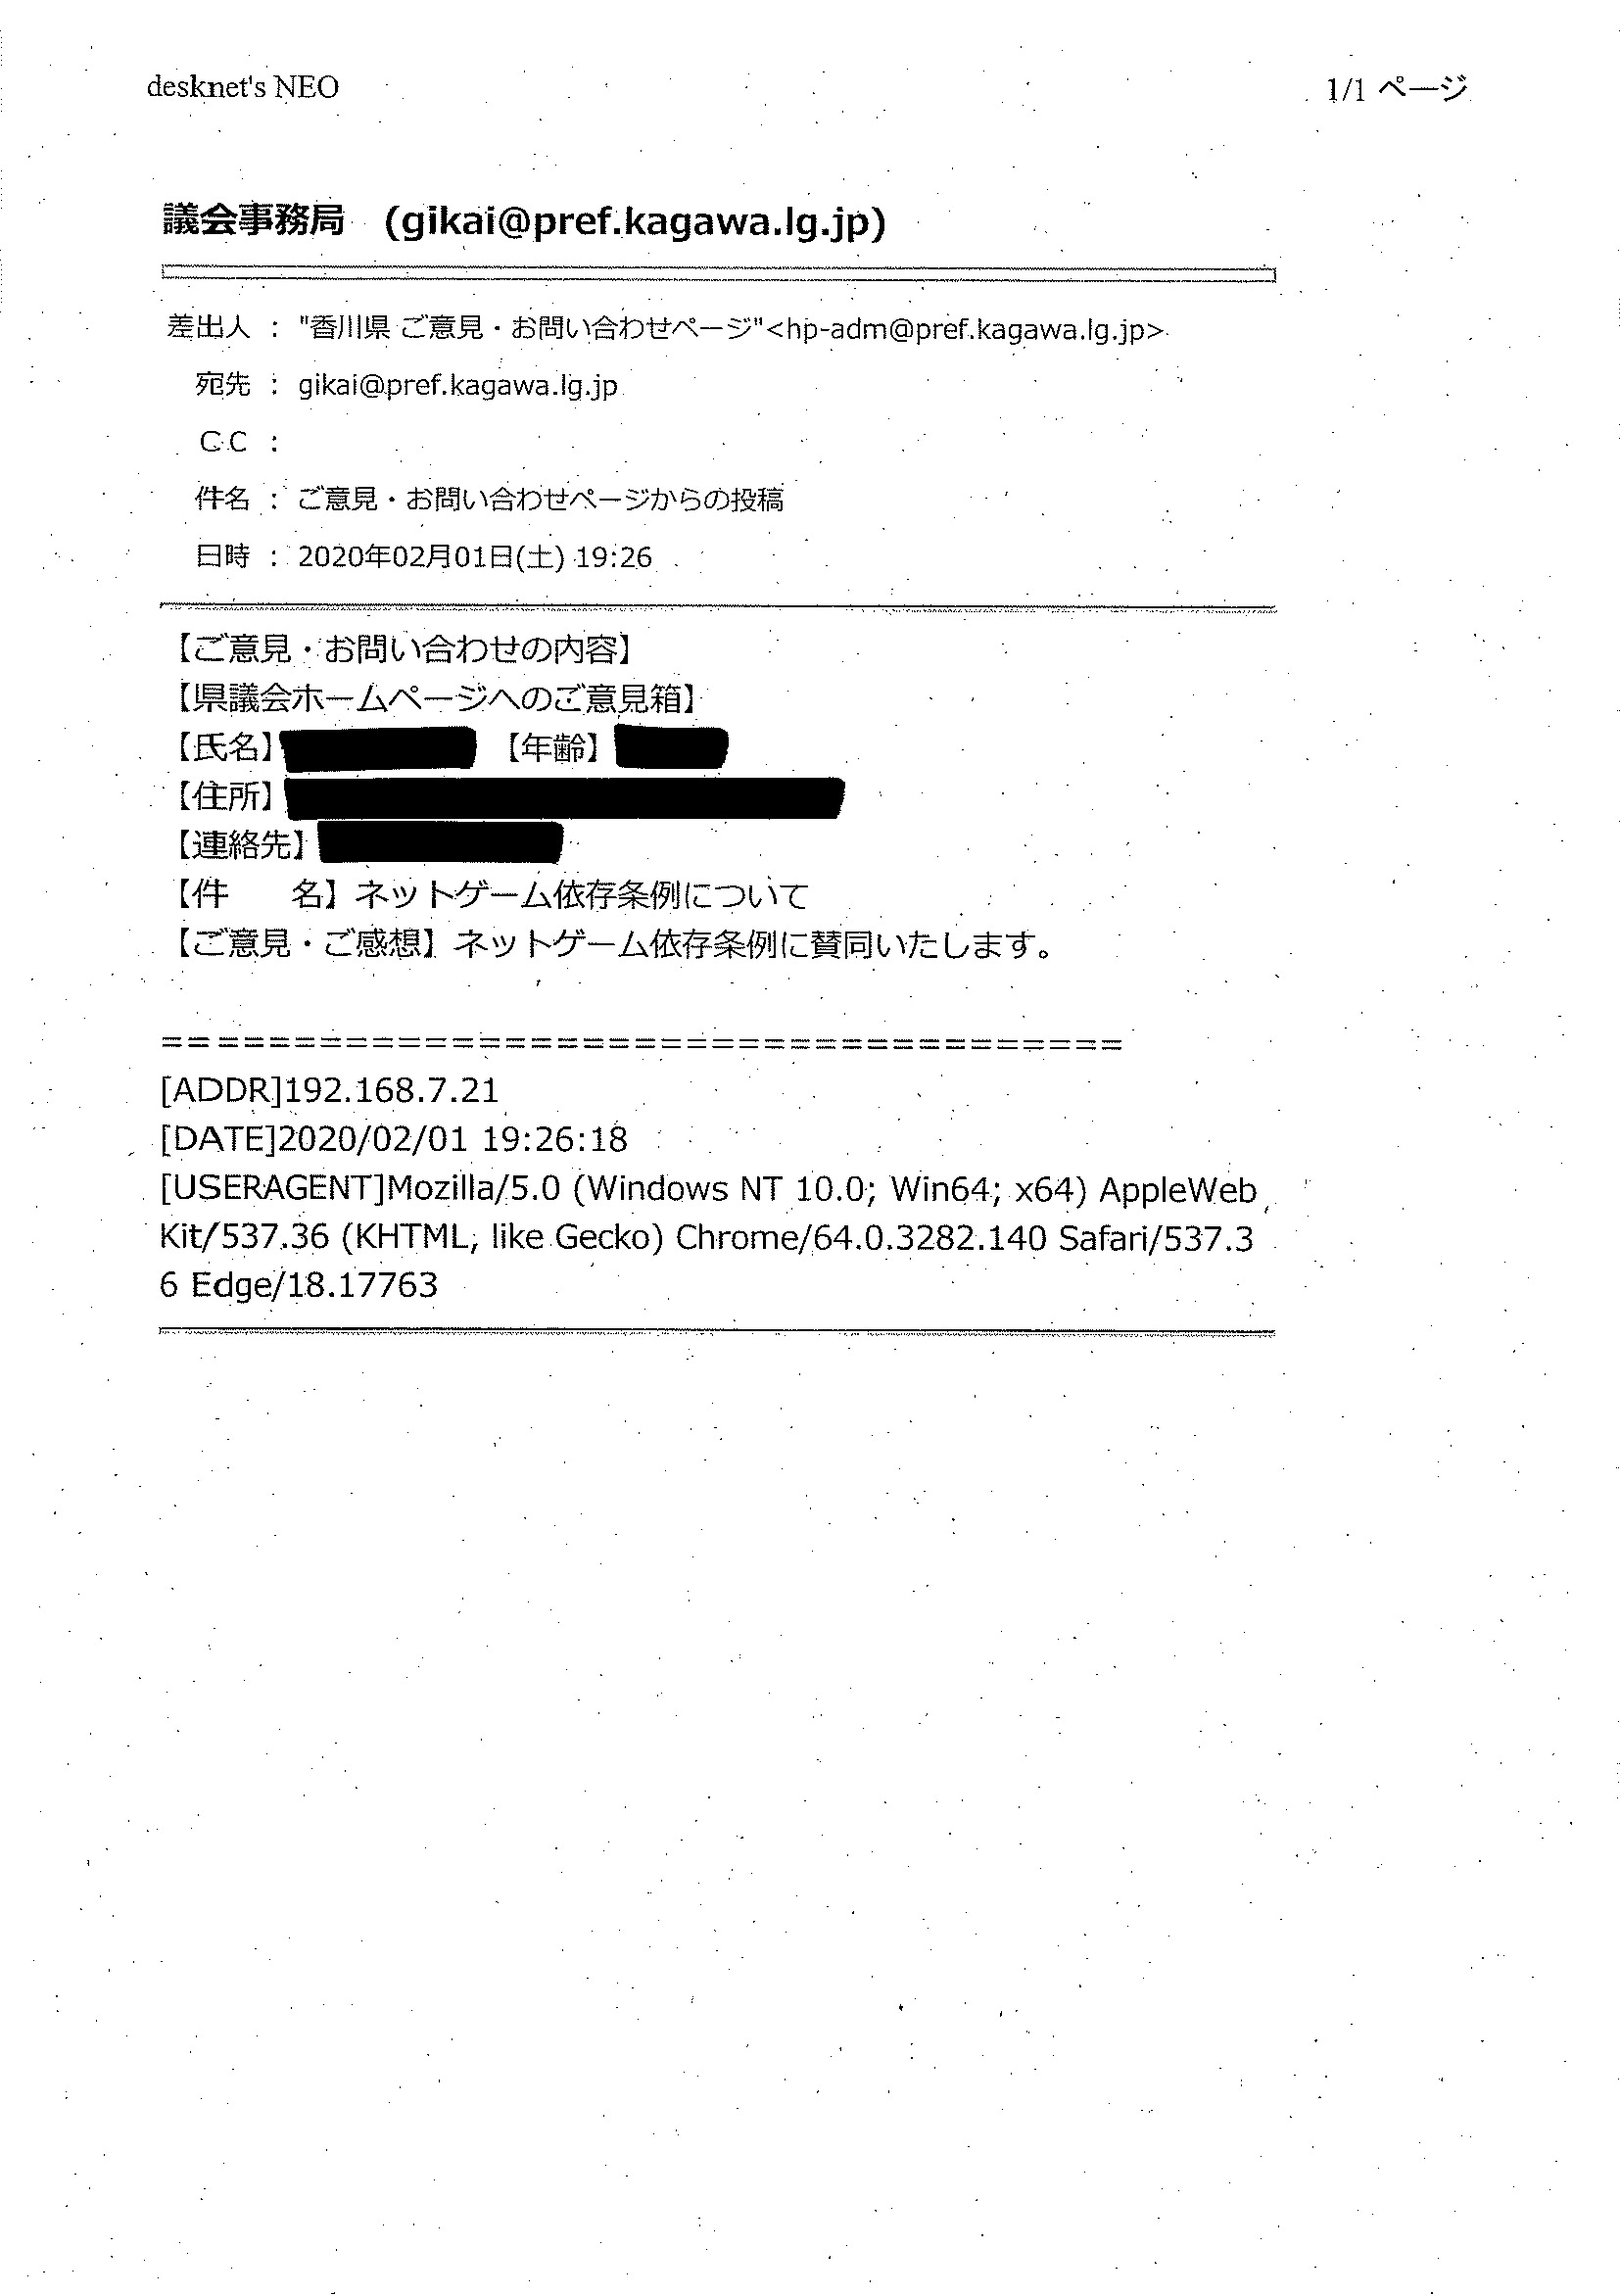 desknet's NEO
1/1 ページ
議会事務局 (gikai@pref.kagawa.lg.jp)
差出人 : "香川県 ご意見・お問い合わせページ"<hp-adm@pref.kagawa.lg.jp>
宛先 : gikai@pref.kagawa.lg.jp
CC :
件名 : ご意見・お問い合わせページからの投稿
日時 : 2020年02月01日(土) 19:26
【ご意見・お問い合わせの内容】
【県議会ホームページへのご意見箱】
【氏名】 【年齢】
【住所】
【連絡先】
【件　　名】ネットゲーム依存条例について
【ご意見・ご感想】ネットゲーム依存条例に賛同いたします。
=====================================
[ADDR]192.168.7.21
[DATE]2020/02/01 19:26:18
[USERAGENT]Mozilla/5.0 (Windows NT 10.0; Win64; x64) AppleWeb
Kit/537.36 (KHTML, like Gecko) Chrome/64.0.3282.140 Safari/537.3
6 Edge/18.17763